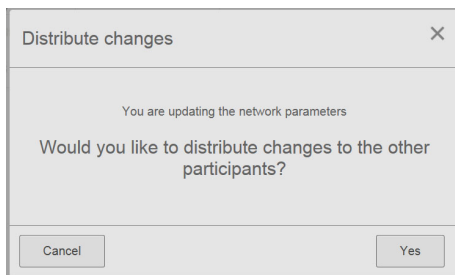 Distribute changes
You are updating the network parameters
Would you like to distribute changes to the other
participants?
Cancel
Yes